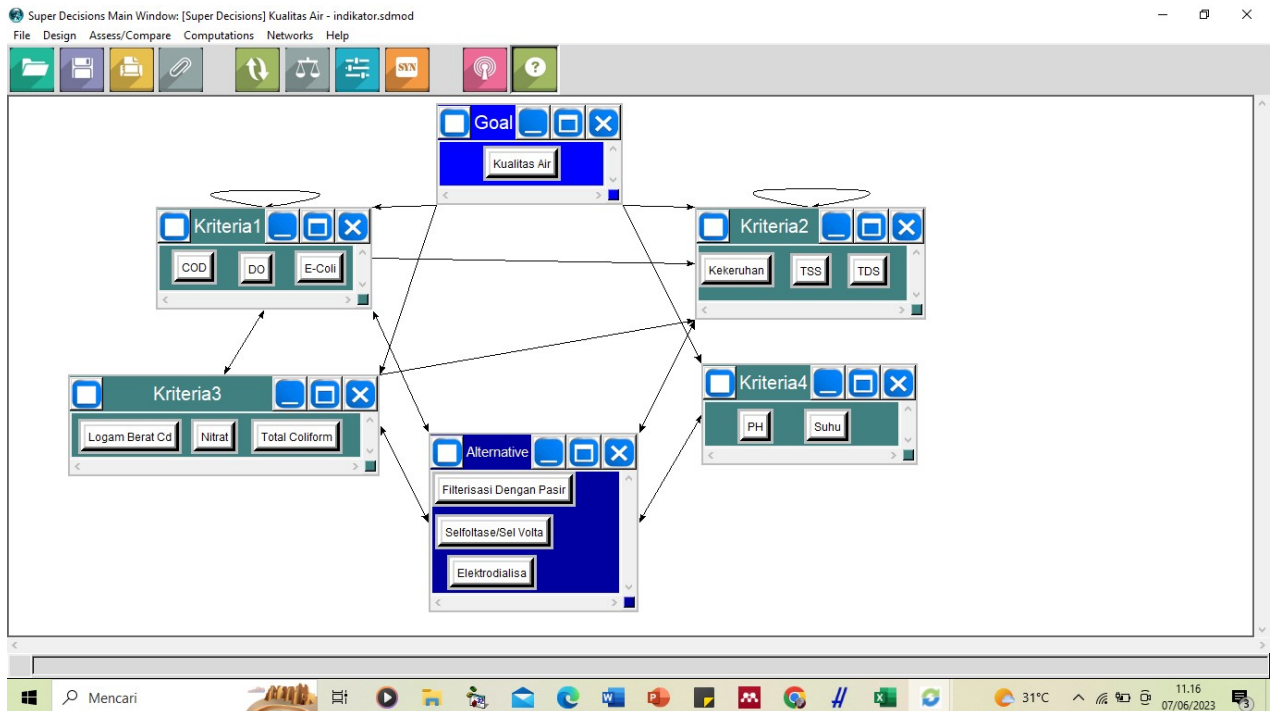 Super Decisions Main Window: [Super Decisions] Kualitas Air - indikator.sdmod
File Design Assess/Compare Computations Networks Help
SYN
?
Goal
Kualitas Air
Kriteria1
COD DO E-Coli
Kriteria2
Kekeruhan TSS TDS
Kriteria3
Logam Berat Cd Nitrat Total Coliform
Kriteria4
PH Suhu
Alternative
Filterisasi Dengan Pasir
Selfoltase/Sel Volta
Elektrodialisa
Mencari
31°C
11.16
07/06/2023
3